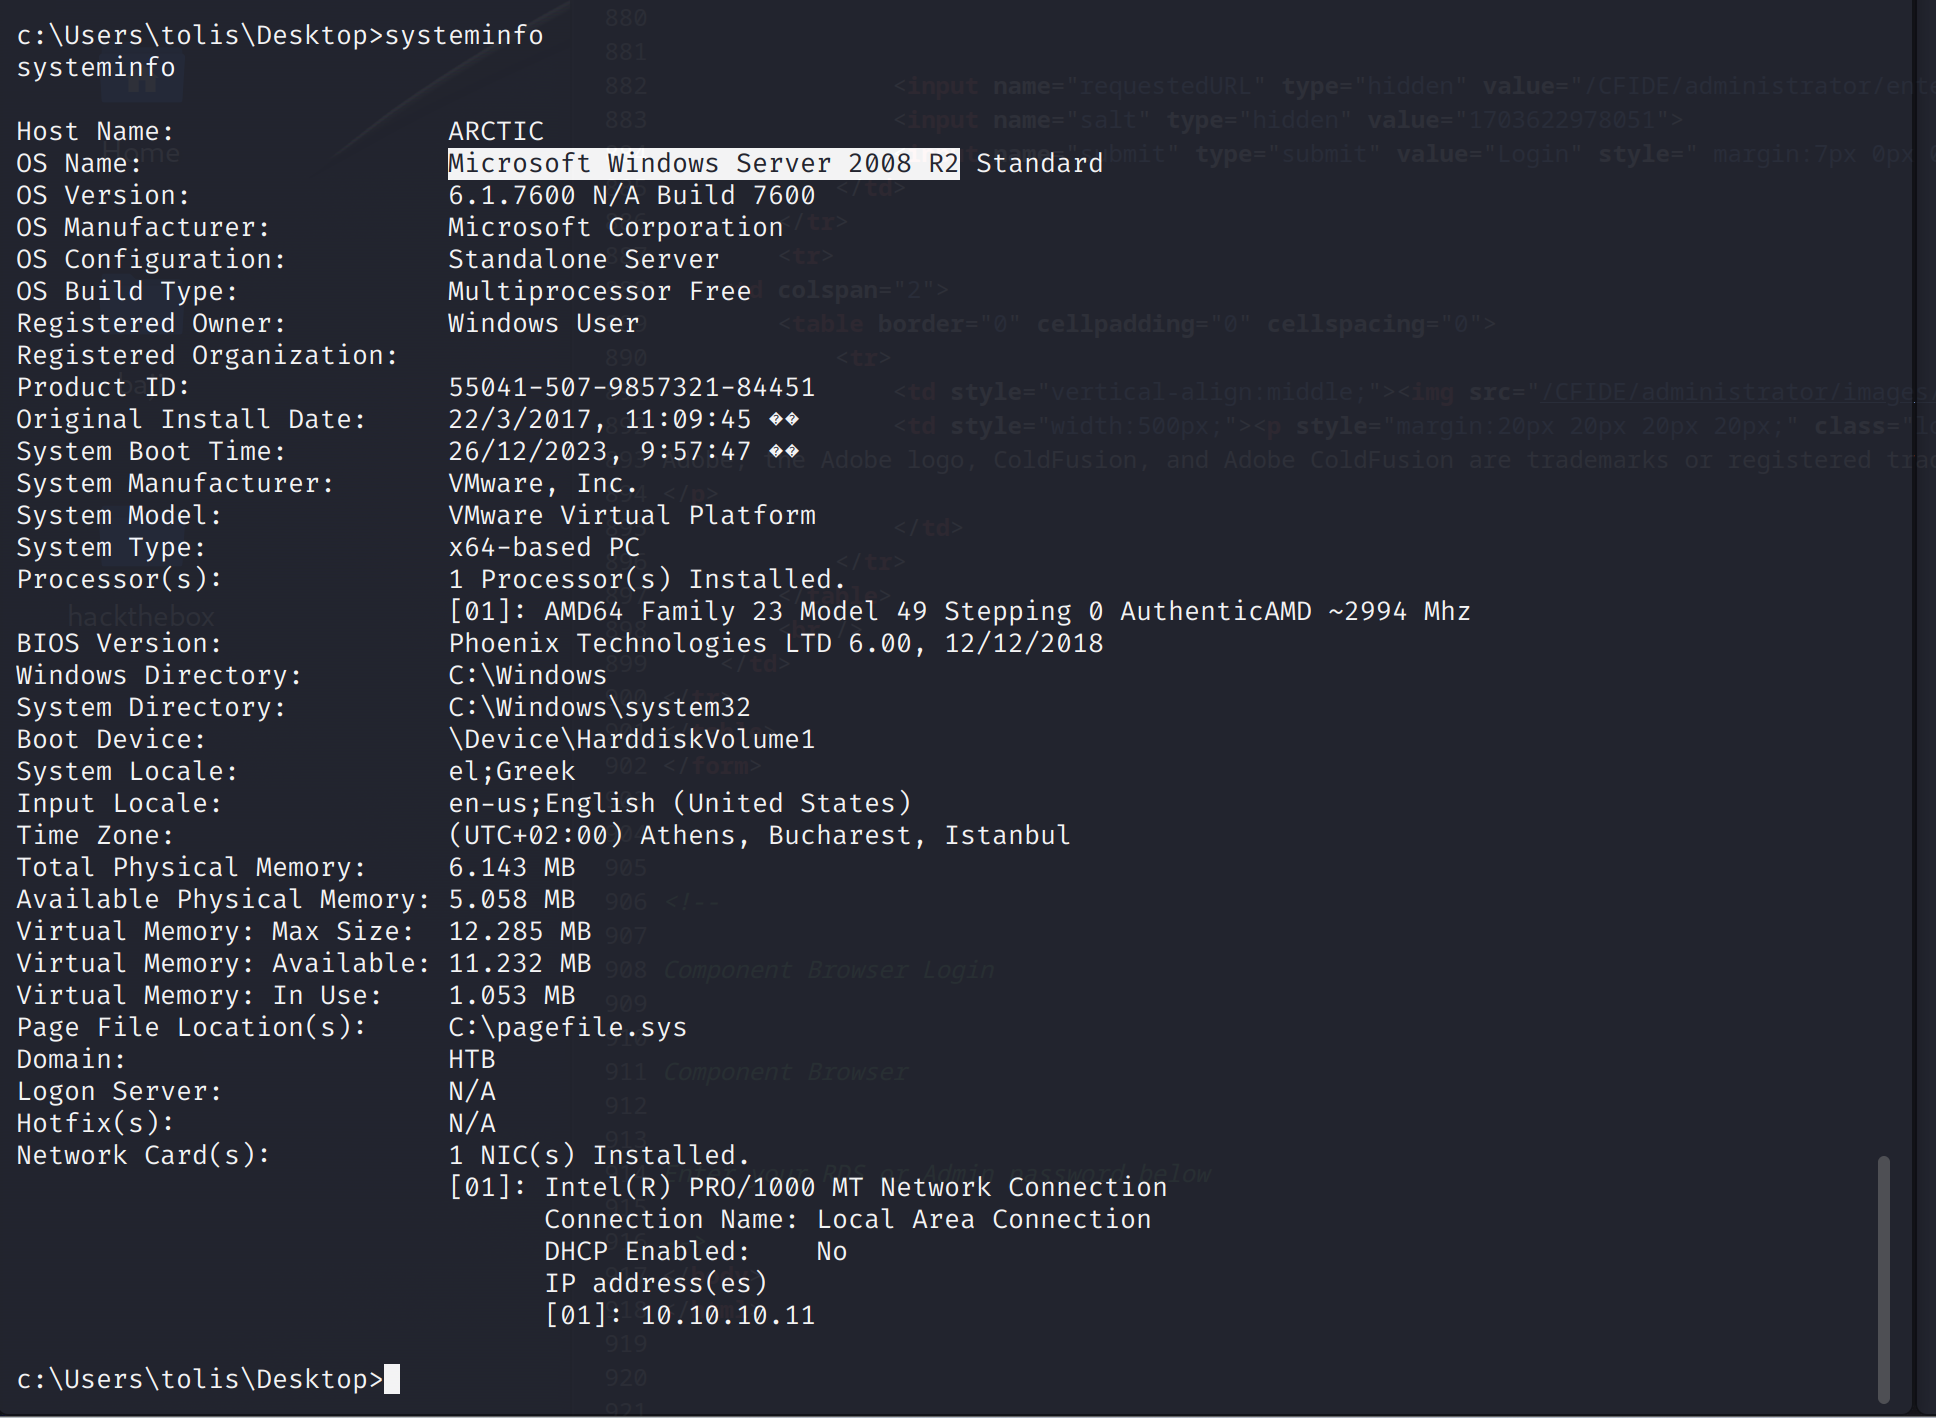 c:\Users\tolis\Desktop>systeminfo
systeminfo
Host Name: ARCTIC
OS Name: Microsoft Windows Server 2008 R2 Standard
OS Version: 6.1.7600 N/A Build 7600
OS Manufacturer: Microsoft Corporation
OS Configuration: Standalone Server
OS Build Type: Multiprocessor Free
Registered Owner: Windows User
Registered Organization:
Product ID: 55041-507-9857321-84451
Original Install Date: 22/3/2017, 11:09:45 ��
System Boot Time: 26/12/2023, 9:57:47 ��
System Manufacturer: VMware, Inc.
System Model: VMware Virtual Platform
System Type: x64-based PC
Processor(s): 1 Processor(s) Installed.
[01]: AMD64 Family 23 Model 49 Stepping 0 AuthenticAMD ~2994 Mhz
BIOS Version: Phoenix Technologies LTD 6.00, 12/12/2018
Windows Directory: C:\Windows
System Directory: C:\Windows\system32
Boot Device: \Device\HarddiskVolume1
System Locale: el;Greek
Input Locale: en-us;English (United States)
Time Zone: (UTC+02:00) Athens, Bucharest, Istanbul
Total Physical Memory: 6.143 MB
Available Physical Memory: 5.058 MB
Virtual Memory: Max Size: 12.285 MB
Virtual Memory: Available: 11.232 MB
Virtual Memory: In Use: 1.053 MB
Page File Location(s): C:\pagefile.sys
Domain: HTB
Logon Server: N/A
Hotfix(s): N/A
Network Card(s): 1 NIC(s) Installed.
[01]: Intel(R) PRO/1000 MT Network Connection
Connection Name: Local Area Connection
DHCP Enabled: No
IP address(es)
[01]: 10.10.10.11
c:\Users\tolis\Desktop>